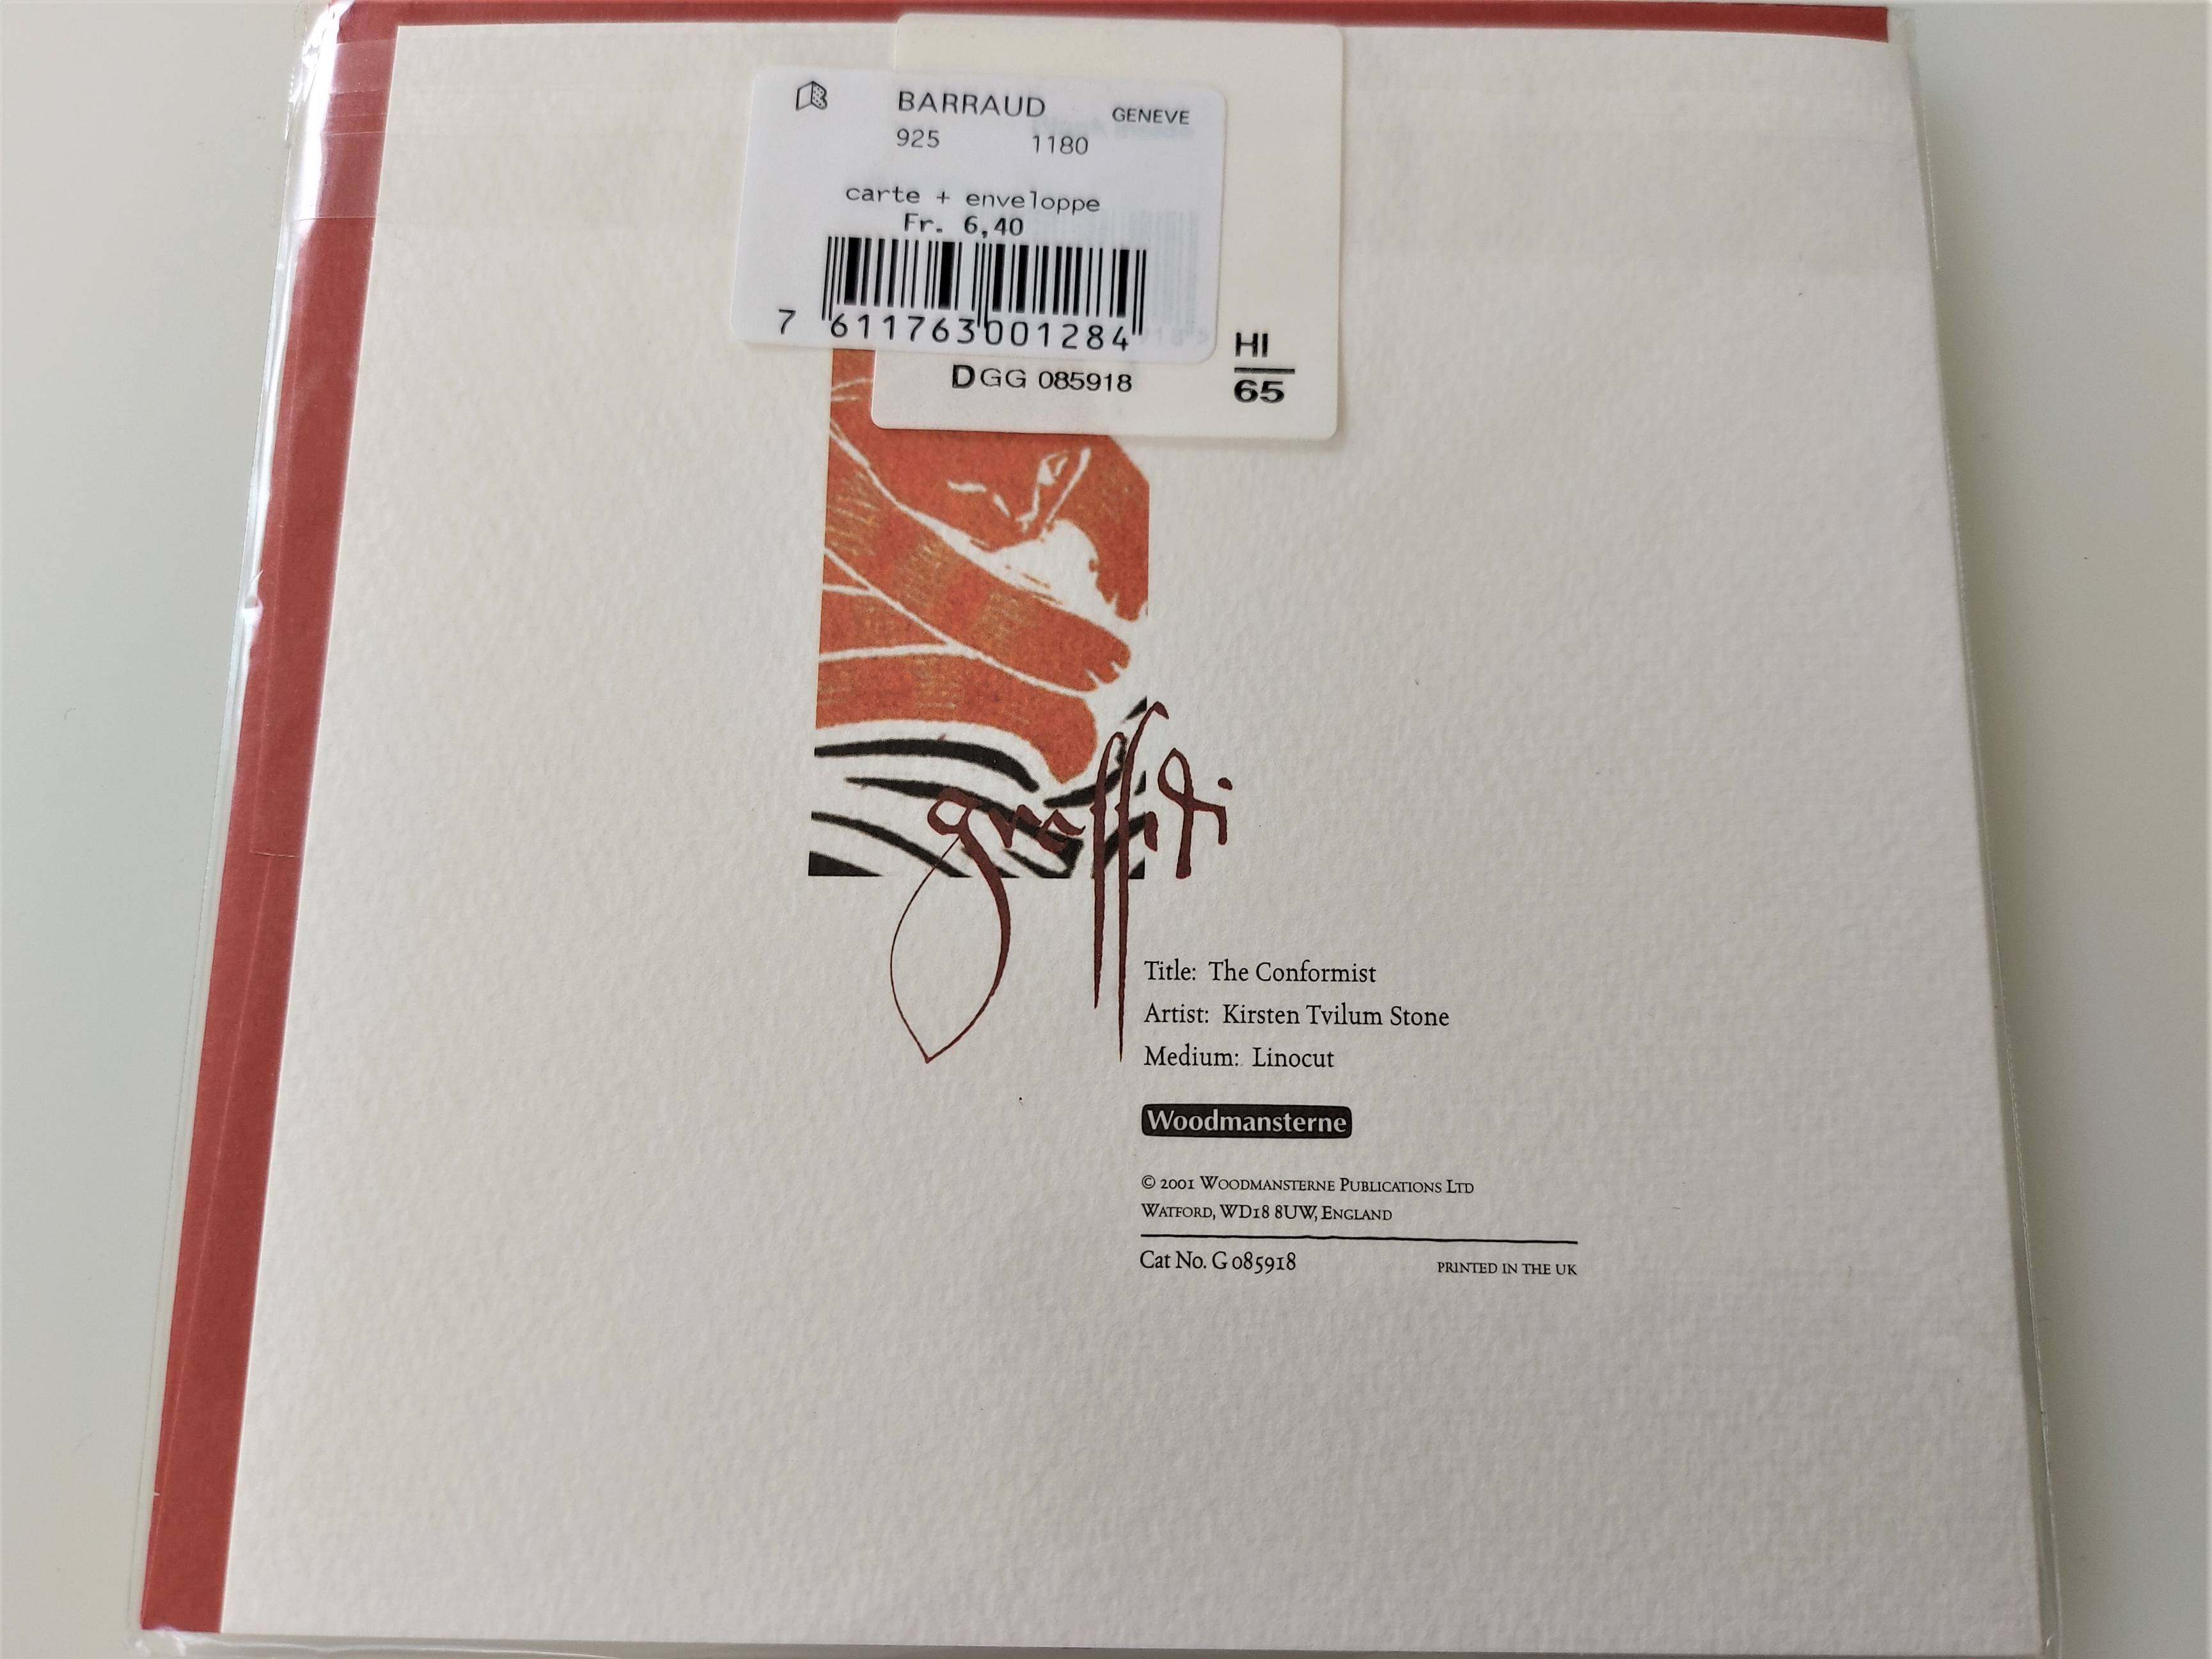 BARRAUD GENEVE
925 1180
carte + enveloppe
Fr. 6,40
7 611763 001284
HI
65
DGG 085918
graffiti
Title: The Conformist
Artist: Kirsten Tvilum Stone
Medium: Linocut
Woodmansterne
© 2001 WOODMANSTERNE PUBLICATIONS LTD
WATFORD, WD18 8UW, ENGLAND
Cat No. G 085918 PRINTED IN THE UK